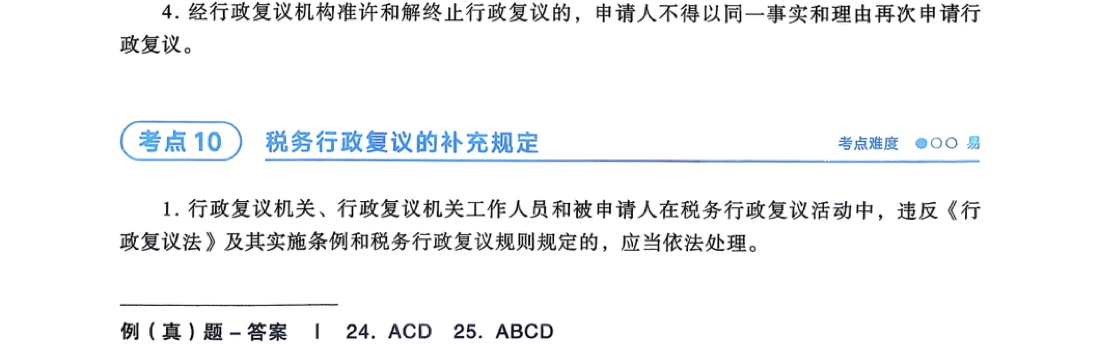 4. 经行政复议机构准许和解终止行政复议的，申请人不得以同一事实和理由再次申请行
政复议。
考点 10 税务行政复议的补充规定 考点难度 易
1. 行政复议机关、行政复议机关工作人员和被申请人在税务行政复议活动中，违反《行
政复议法》及其实施条例和税务行政复议规则规定的，应当依法处理。
例（真）题 – 答案 | 24. ACD 25. ABCD